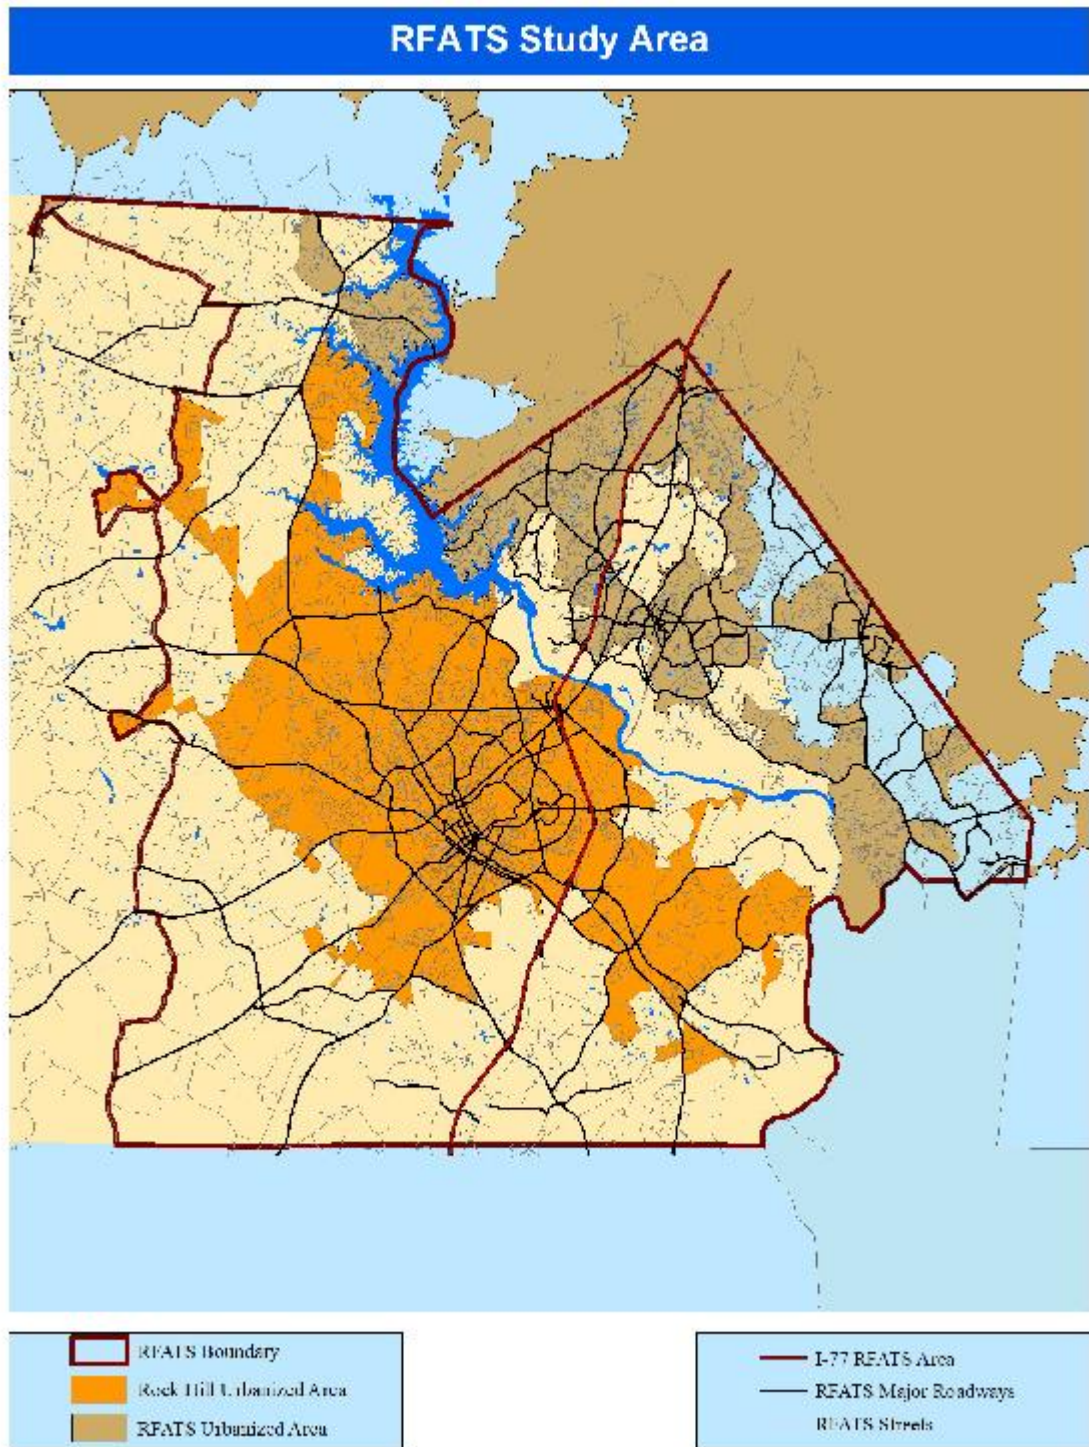 RFATS Study Area
RFATS Boundary
Rock Hill Urbanized Area
RFATS Urbanized Area
I-77 RFATS Area
RFATS Major Roadways
RFATS Streets